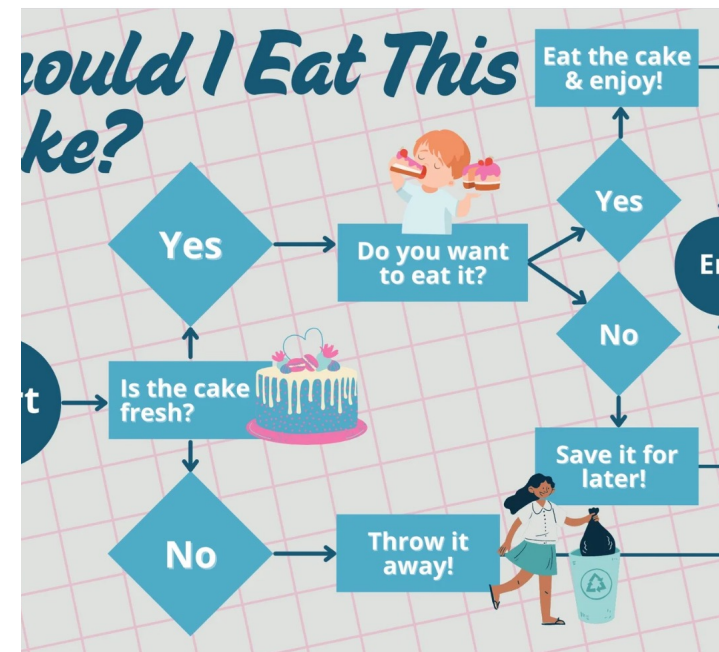 ould I Eat This
ke?
Eat the cake
& enjoy!
Yes
Yes
Do you want
to eat it?
E
No
rt
Is the cake
fresh?
Save it for
later!
No
Throw it
away!